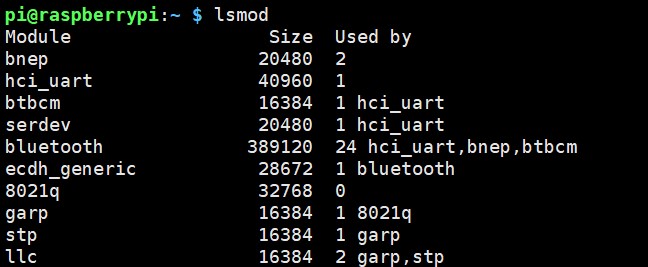 pi@raspberrypi:~ $ lsmod
Module                  Size  Used by
bnep                   20480  2
hci_uart               40960  1
btbcm                  16384  1 hci_uart
serdev                 20480  1 hci_uart
bluetooth             389120  24 hci_uart,bnep,btbcm
ecdh_generic           28672  1 bluetooth
8021q                  32768  0
garp                   16384  1 8021q
stp                    16384  1 garp
llc                    16384  2 garp,stp